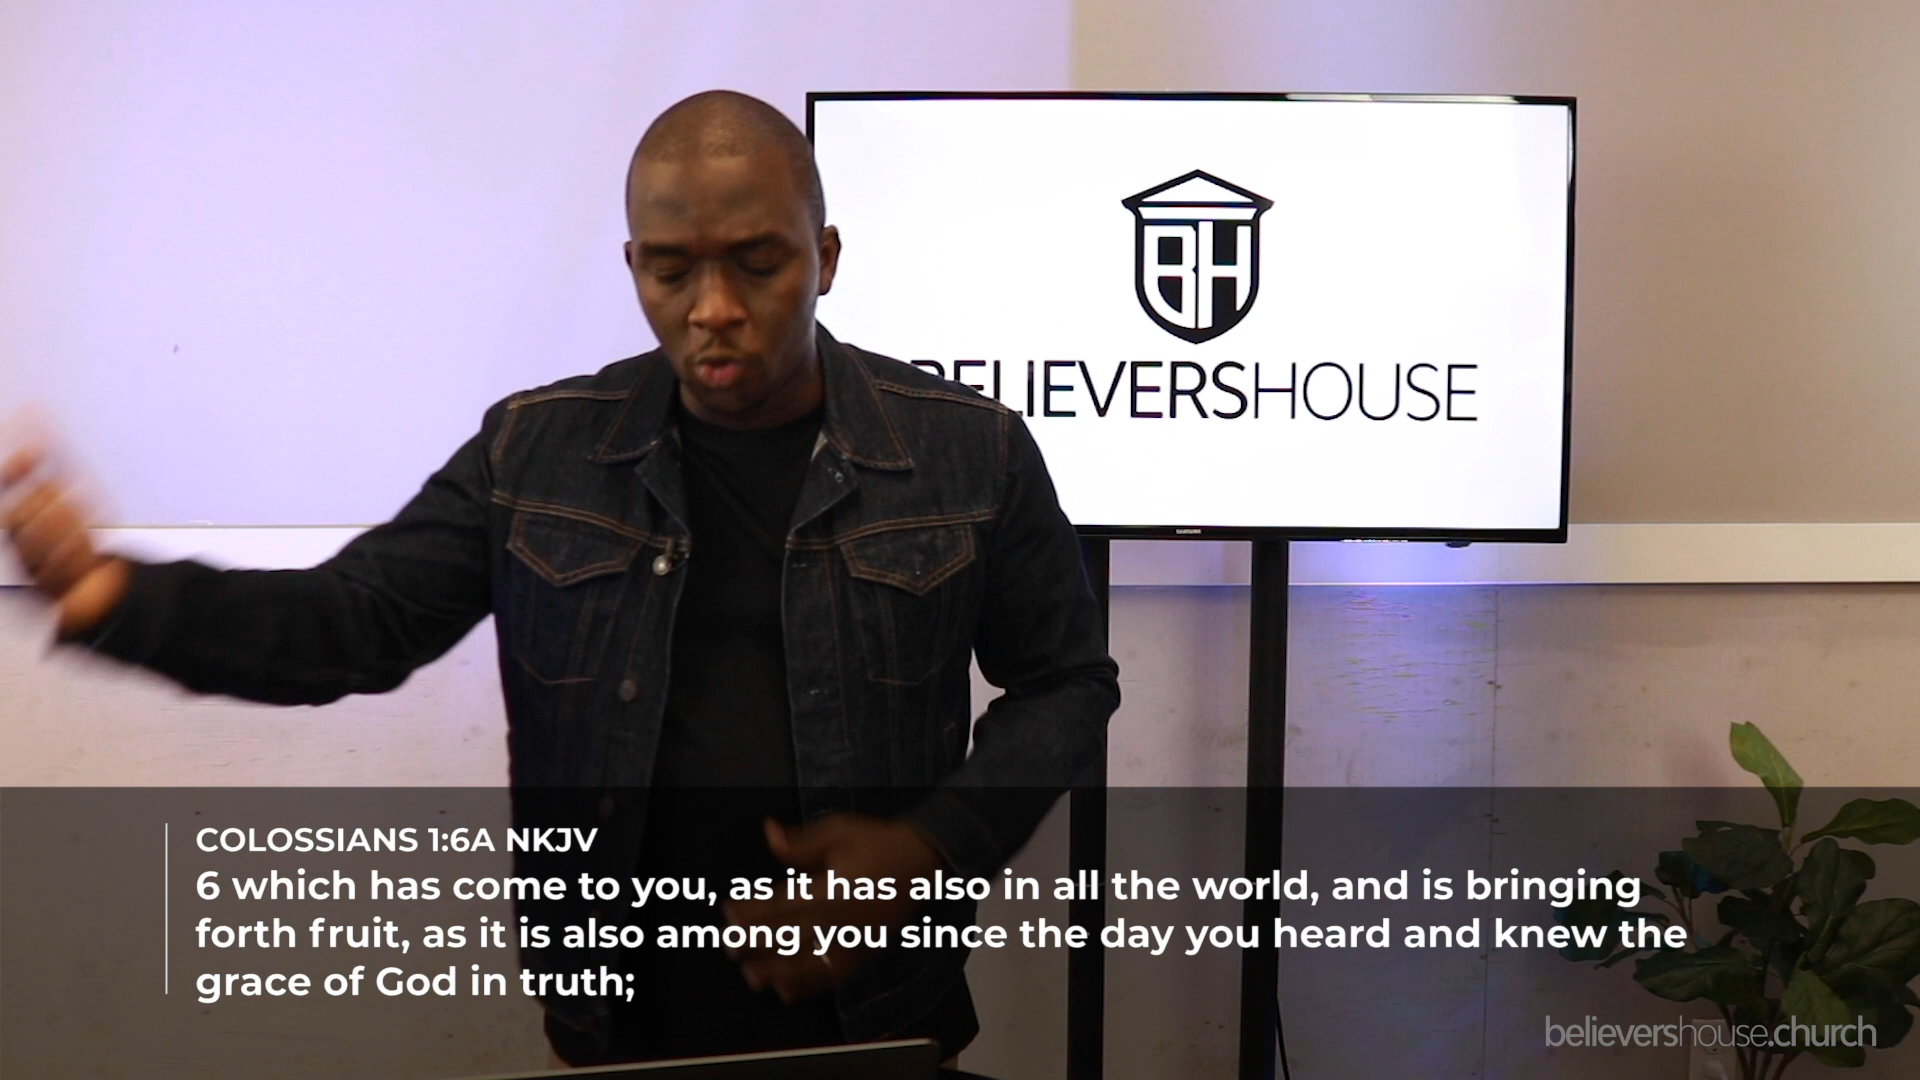 BH
BELIEVERSHOUSE
SAMSUNG
COLOSSIANS 1:6A NKJV
6 which has come to you, as it has also in all the world, and is bringing
forth fruit, as it is also among you since the day you heard and knew the
grace of God in truth;
believershouse.church